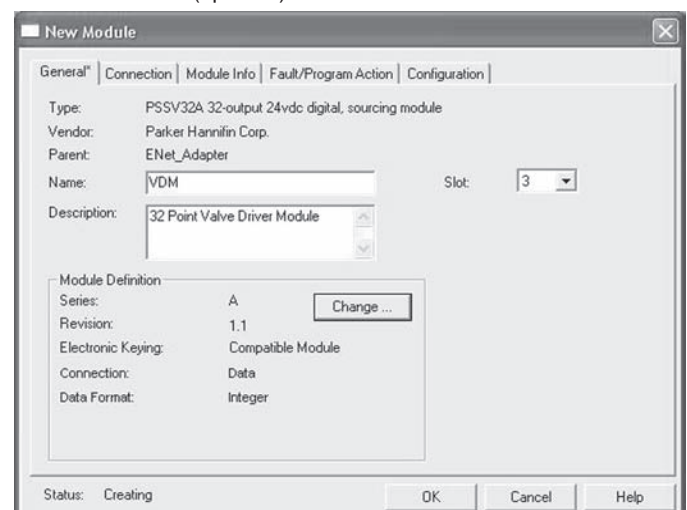 New Module
General* Connection Module Info Fault/Program Action Configuration
Type: PSSV32A 32-output 24vdc digital, sourcing module
Vendor: Parker Hannifin Corp.
Parent: ENet_Adapter
Name: VDM Slot: 3
Description: 32 Point Valve Driver Module
Module Definition
Series: A Change ...
Revision: 1.1
Electronic Keying: Compatible Module
Connection: Data
Data Format: Integer
Status: Creating OK Cancel Help